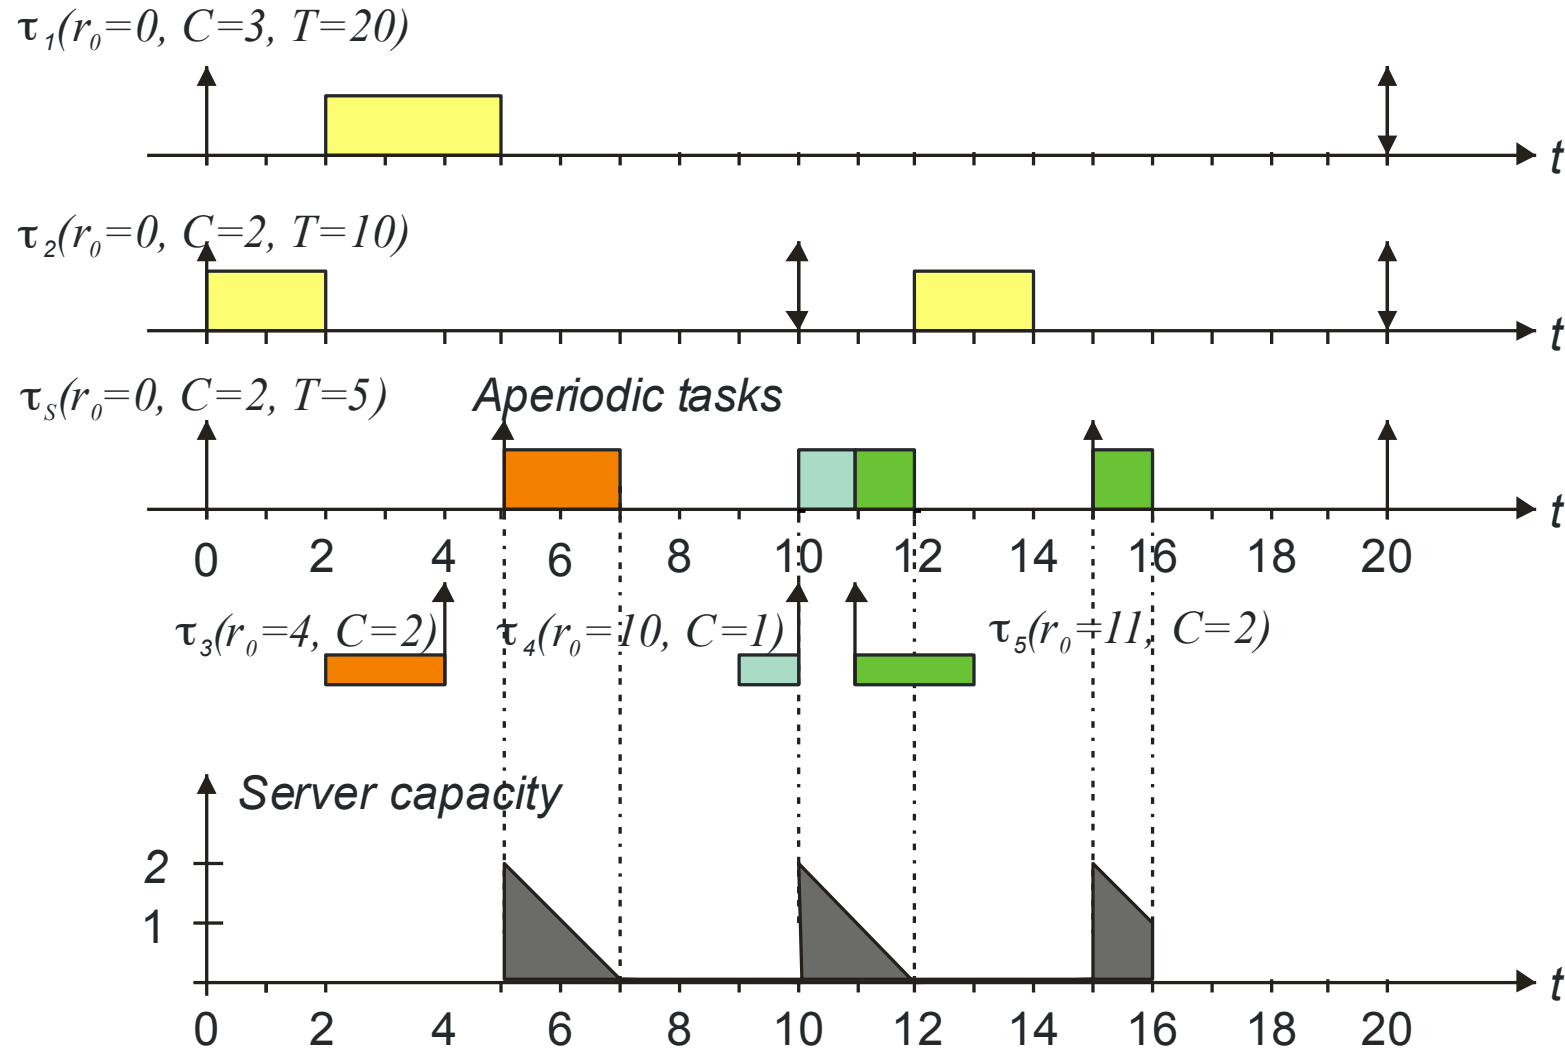 τ1(r0=0, C=3, T=20)
t
τ2(r0=0, C=2, T=10)
t
τS(r0=0, C=2, T=5) Aperiodic tasks
t
0 2 4 6 8 10 12 14 16 18 20
τ3(r0=4, C=2) τ4(r0=10, C=1) τ5(r0=11, C=2)
Server capacity
2
1
t
0 2 4 6 8 10 12 14 16 18 20